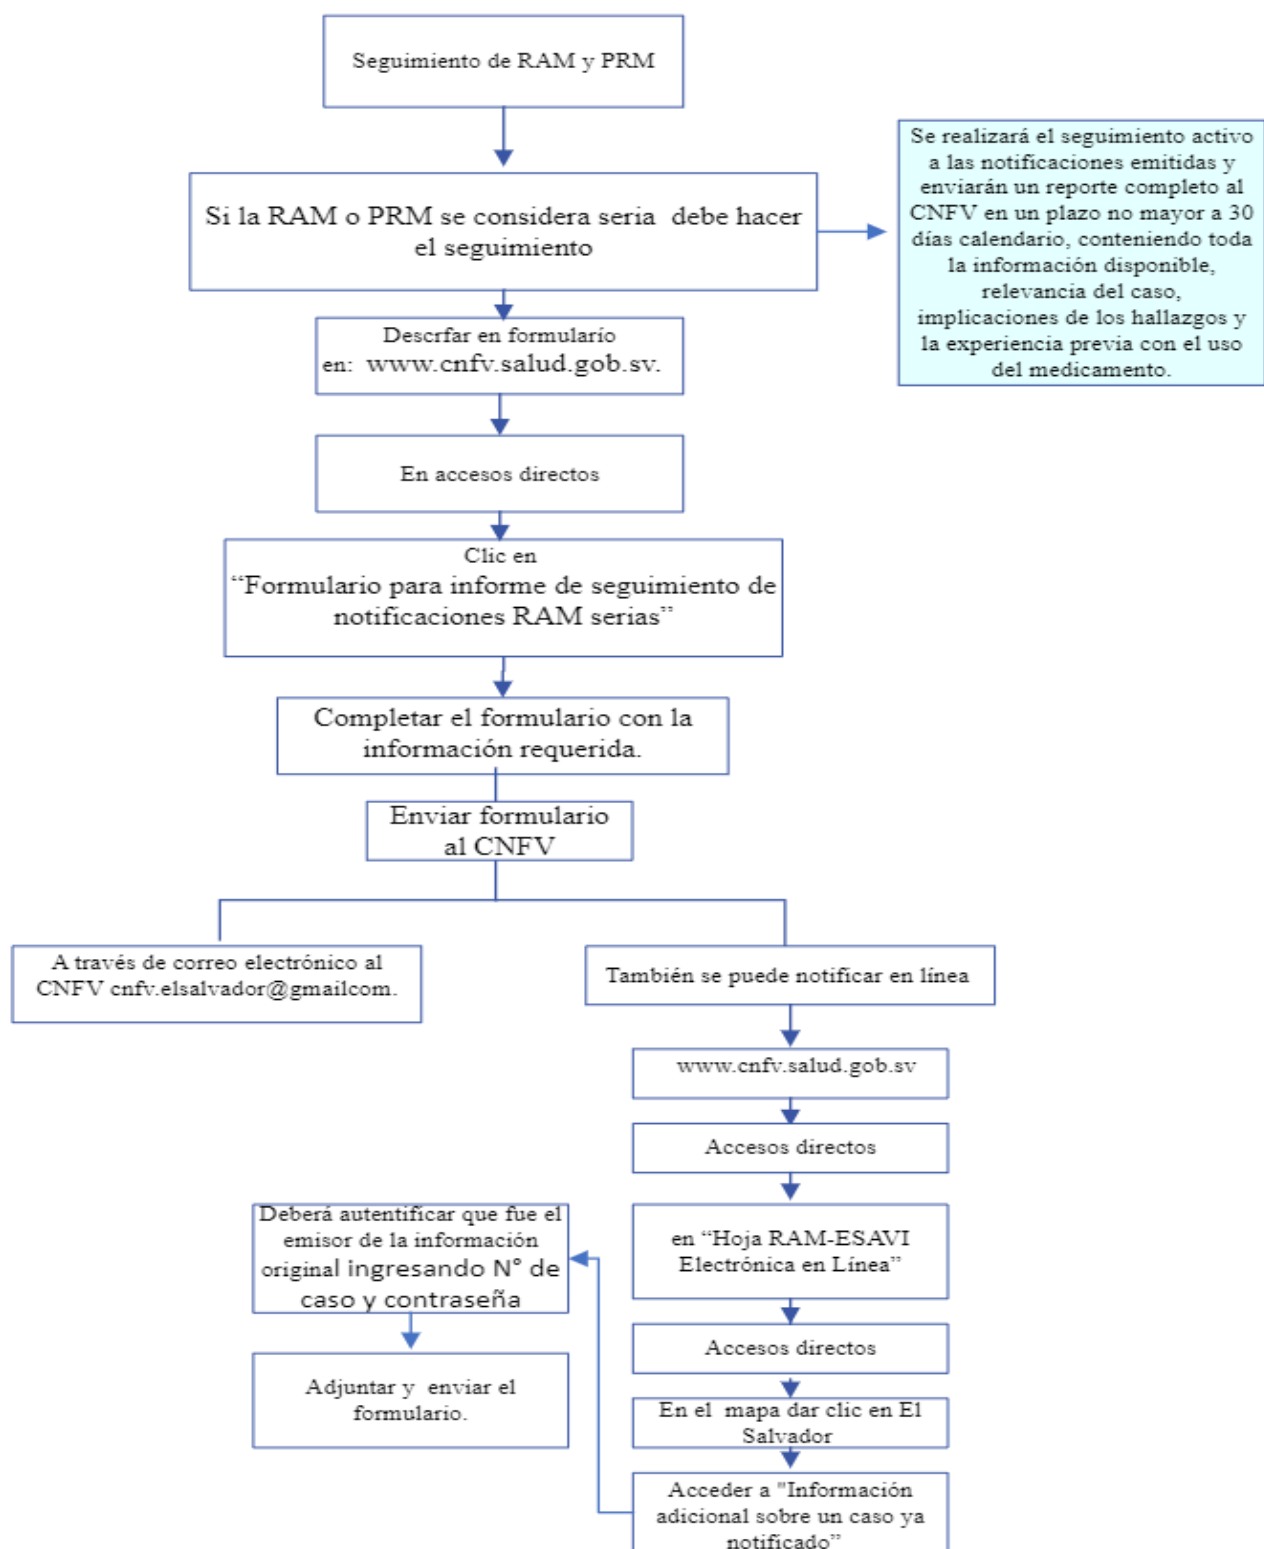 Seguimiento de RAM y PRM
Si la RAM o PRM se considera seria debe hacer
el seguimiento
Se realizará el seguimiento activo
a las notificaciones emitidas y
enviarán un reporte completo al
CNFV en un plazo no mayor a 30
días calendario, conteniendo toda
la información disponible,
relevancia del caso,
implicaciones de los hallazgos y
la experiencia previa con el uso
del medicamento.
Descrfar en formularío
en: www.cnfv.salud.gob.sv.
En accesos directos
Clic en
“Formulario para informe de seguimiento de
notificaciones RAM serias”
Completar el formulario con la
información requerida.
Enviar formulario
al CNFV
A través de correo electrónico al
CNFV cnfv.elsalvador@gmailcom.
También se puede notificar en línea
www.cnfv.salud.gob.sv
Accesos directos
en “Hoja RAM-ESAVI
Electrónica en Línea”
Accesos directos
En el mapa dar clic en El
Salvador
Acceder a "Información
adicional sobre un caso ya
notificado”
Deberá autentificar que fue el
emisor de la información
original ingresando N° de
caso y contraseña
Adjuntar y enviar el
formulario.